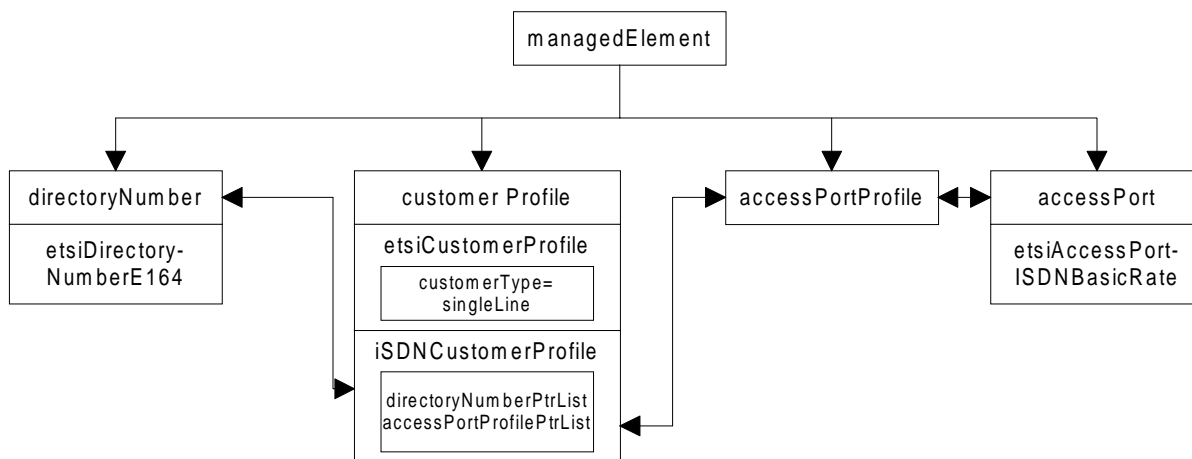 managedElement
directoryNumber
etsiDirectory-
NumberE164
customer Profile
etsiCustomerProfile
customerType=
singleLine
iSDNCustomerProfile
directoryNumberPtrList
accessPortProfilePtrList
accessPortProfile
accessPort
etsiAccessPort-
ISDNBasicRate